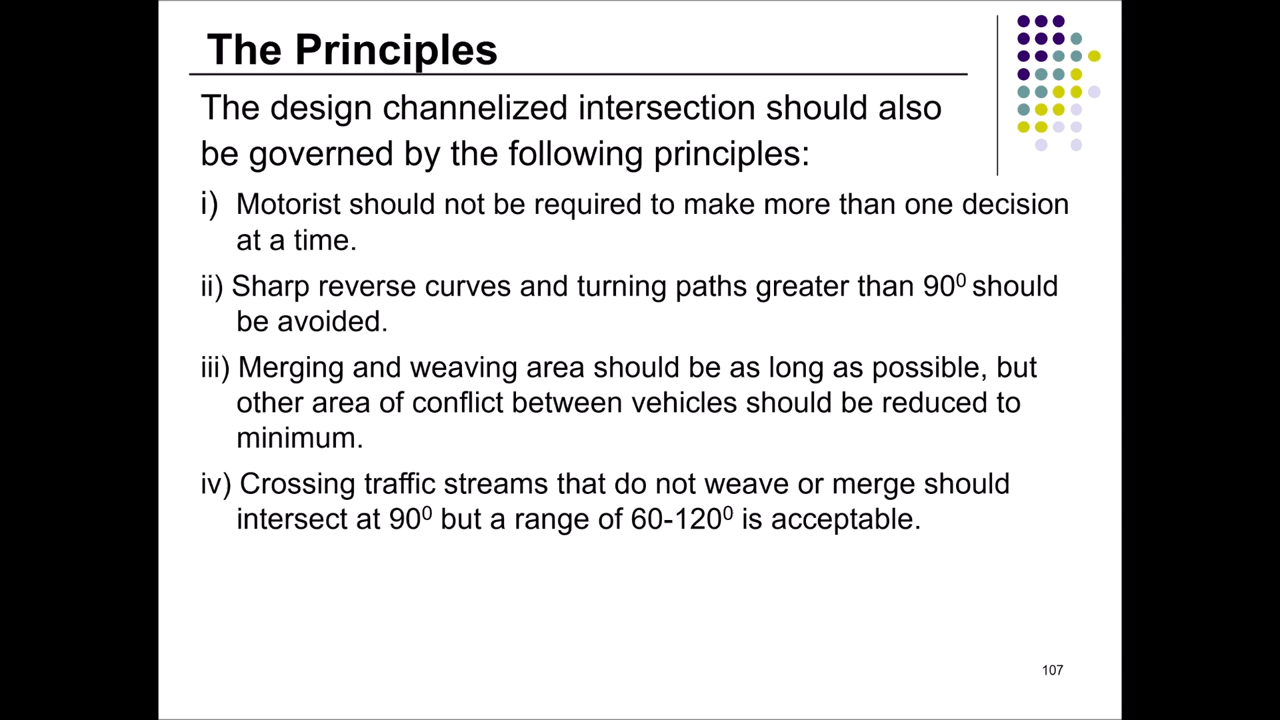 The Principles
The design channelized intersection should also
be governed by the following principles:
i) Motorist should not be required to make more than one decision
at a time.
ii) Sharp reverse curves and turning paths greater than 90⁰ should
be avoided.
iii) Merging and weaving area should be as long as possible, but
other area of conflict between vehicles should be reduced to
minimum.
iv) Crossing traffic streams that do not weave or merge should
intersect at 90⁰ but a range of 60-120⁰ is acceptable.
107